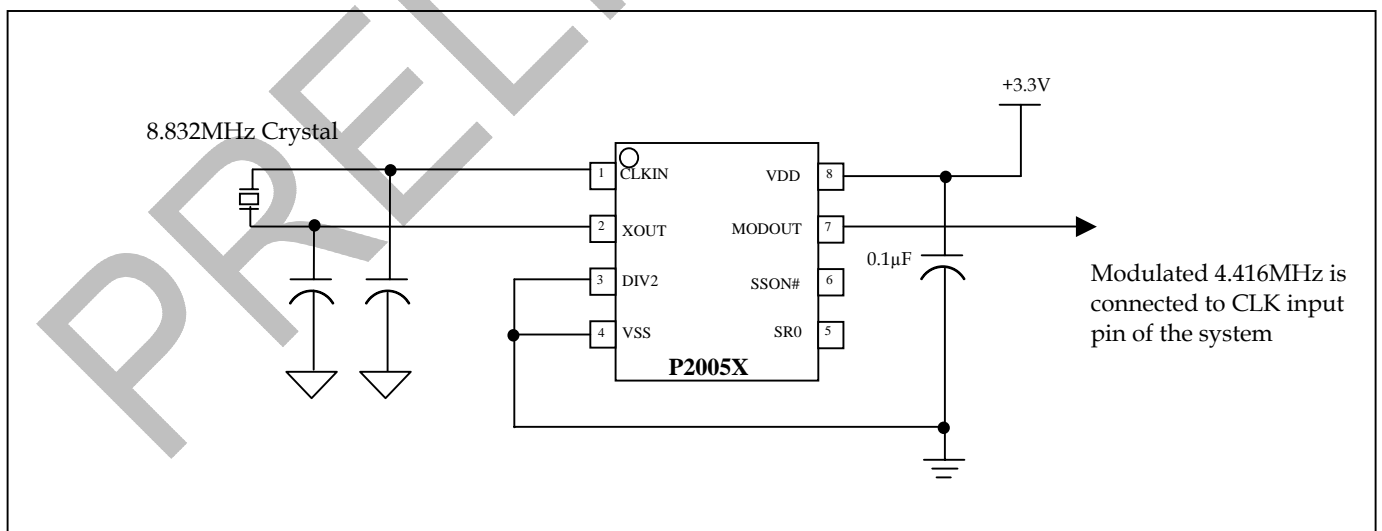 PRELI
+3.3V
8.832MHz Crystal
1 CLKIN VDD 8
2 XOUT MODOUT 7
0.1µF
3 DIV2 SSON# 6
4 VSS SR0 5
P2005X
Modulated 4.416MHz is
connected to CLK input
pin of the system